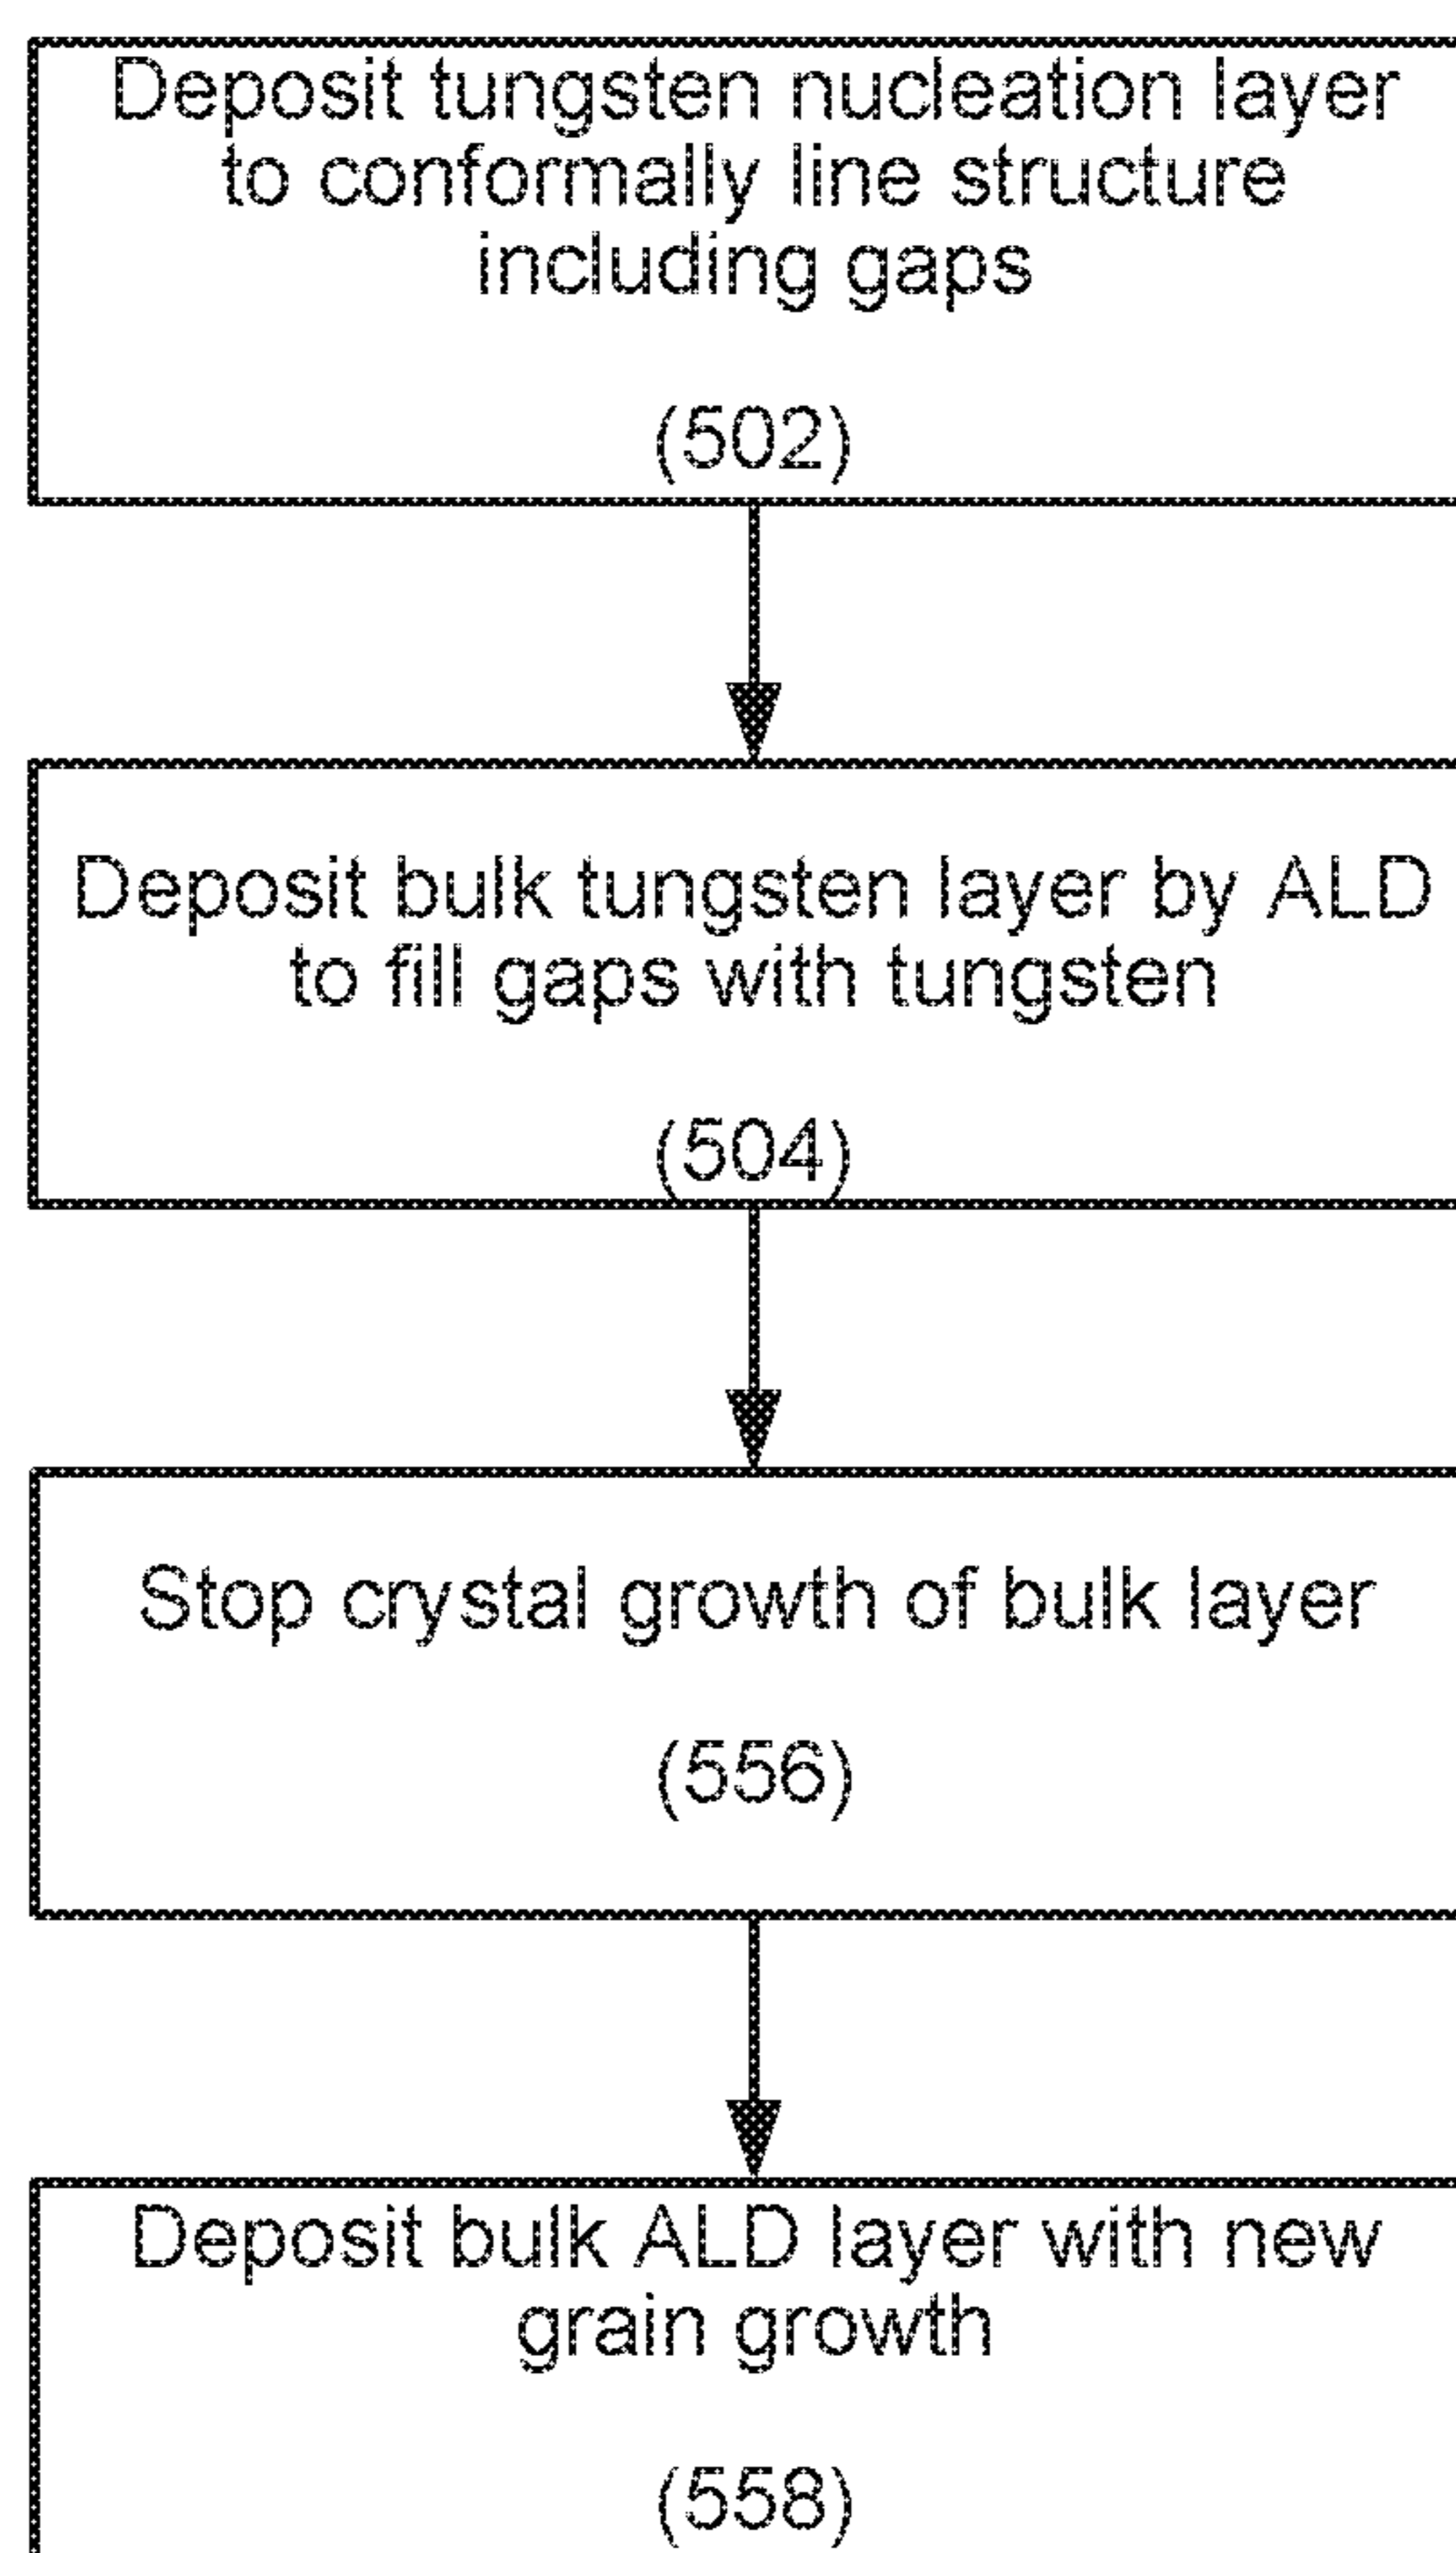 Deposit tungsten nucleation layer
to conformally line structure
including gaps
(502)
Deposit bulk tungsten layer by ALD
to fill gaps with tungsten
(504)
Stop crystal growth of bulk layer
(556)
Deposit bulk ALD layer with new
grain growth
(558)